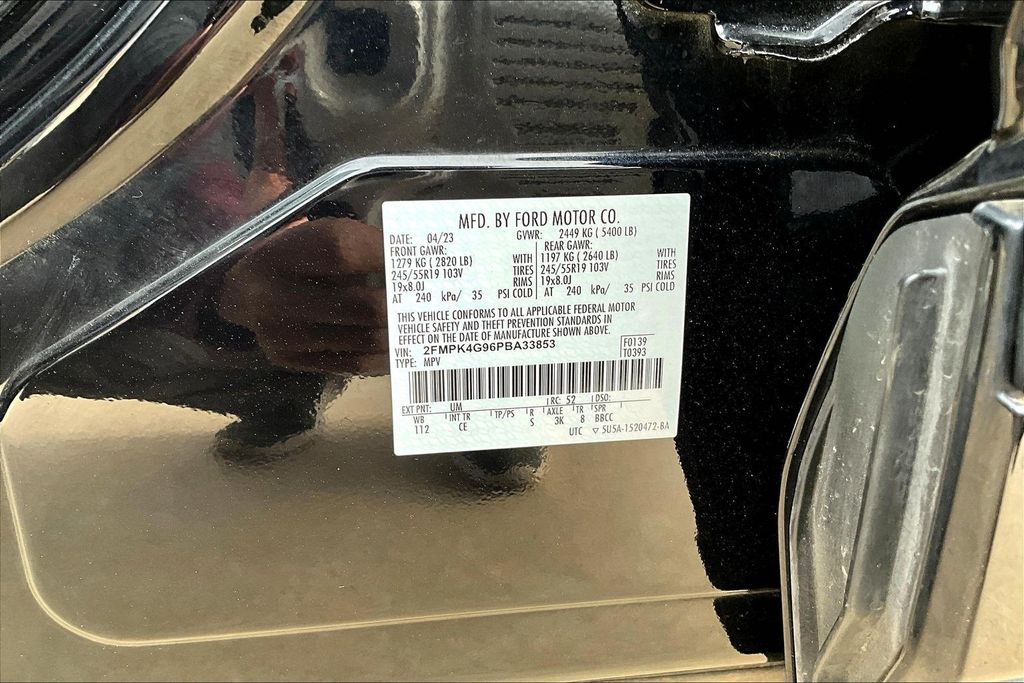 MFD. BY FORD MOTOR CO.
DATE: 04/23 GVWR: 2449 KG ( 5400 LB)
FRONT GAWR: REAR GAWR:
1279 KG ( 2820 LB) WITH 1197 KG ( 2640 LB) WITH
245/55R19 103V TIRES 245/55R19 103V TIRES
19x8.0J RIMS 19x8.0J RIMS
AT 240 kPa/ 35 PSI COLD AT 240 kPa/ 35 PSI COLD
THIS VEHICLE CONFORMS TO ALL APPLICABLE FEDERAL MOTOR
VEHICLE SAFETY AND THEFT PREVENTION STANDARDS IN
EFFECT ON THE DATE OF MANUFACTURE SHOWN ABOVE.
VIN: 2FMPK4G96PBA33853 F0139
TYPE: MPV T0393
EXT PNT: UM RC: 52 DSO:
WB INT TR TP/PS R AXLE TR SPR
112 CE S 3K 8 BBCC
UTC ▽ 5U5A-1520472-BA